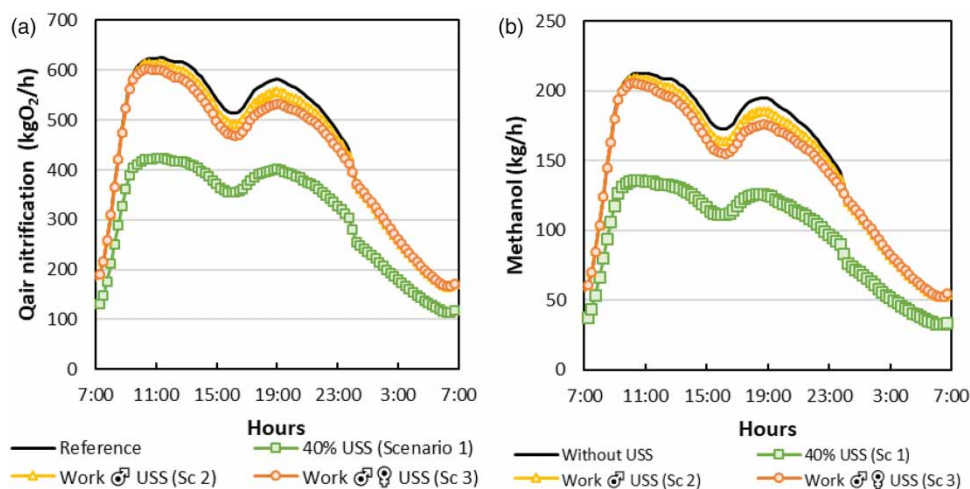 (a)
700
600
500
400
300
200
100
0
Qair nitrification (kgO₂/h)
7:00 11:00 15:00 19:00 23:00 3:00 7:00
Hours
Reference
40% USS (Scenario 1)
Work ♂ USS (Sc 2)
Work ♂ ♀ USS (Sc 3)
(b)
250
200
150
100
50
0
Methanol (kg/h)
7:00 11:00 15:00 19:00 23:00 3:00 7:00
Hours
Without USS
40% USS (Sc 1)
Work ♂ USS (Sc 2)
Work ♂ ♀ USS (Sc 3)